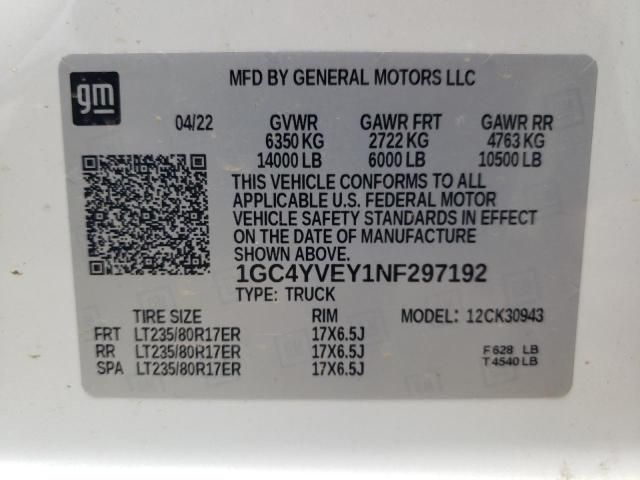 gm
MFD BY GENERAL MOTORS LLC
04/22 GVWR GAWR FRT GAWR RR
6350 KG 2722 KG 4763 KG
14000 LB 6000 LB 10500 LB
THIS VEHICLE CONFORMS TO ALL
APPLICABLE U.S. FEDERAL MOTOR
VEHICLE SAFETY STANDARDS IN EFFECT
ON THE DATE OF MANUFACTURE
SHOWN ABOVE.
1GC4YVEY1NF297192
TYPE: TRUCK
TIRE SIZE RIM MODEL: 12CK30943
FRT LT235/80R17ER 17X6.5J
RR LT235/80R17ER 17X6.5J F 628 LB
SPA LT235/80R17ER 17X6.5J T 4540 LB